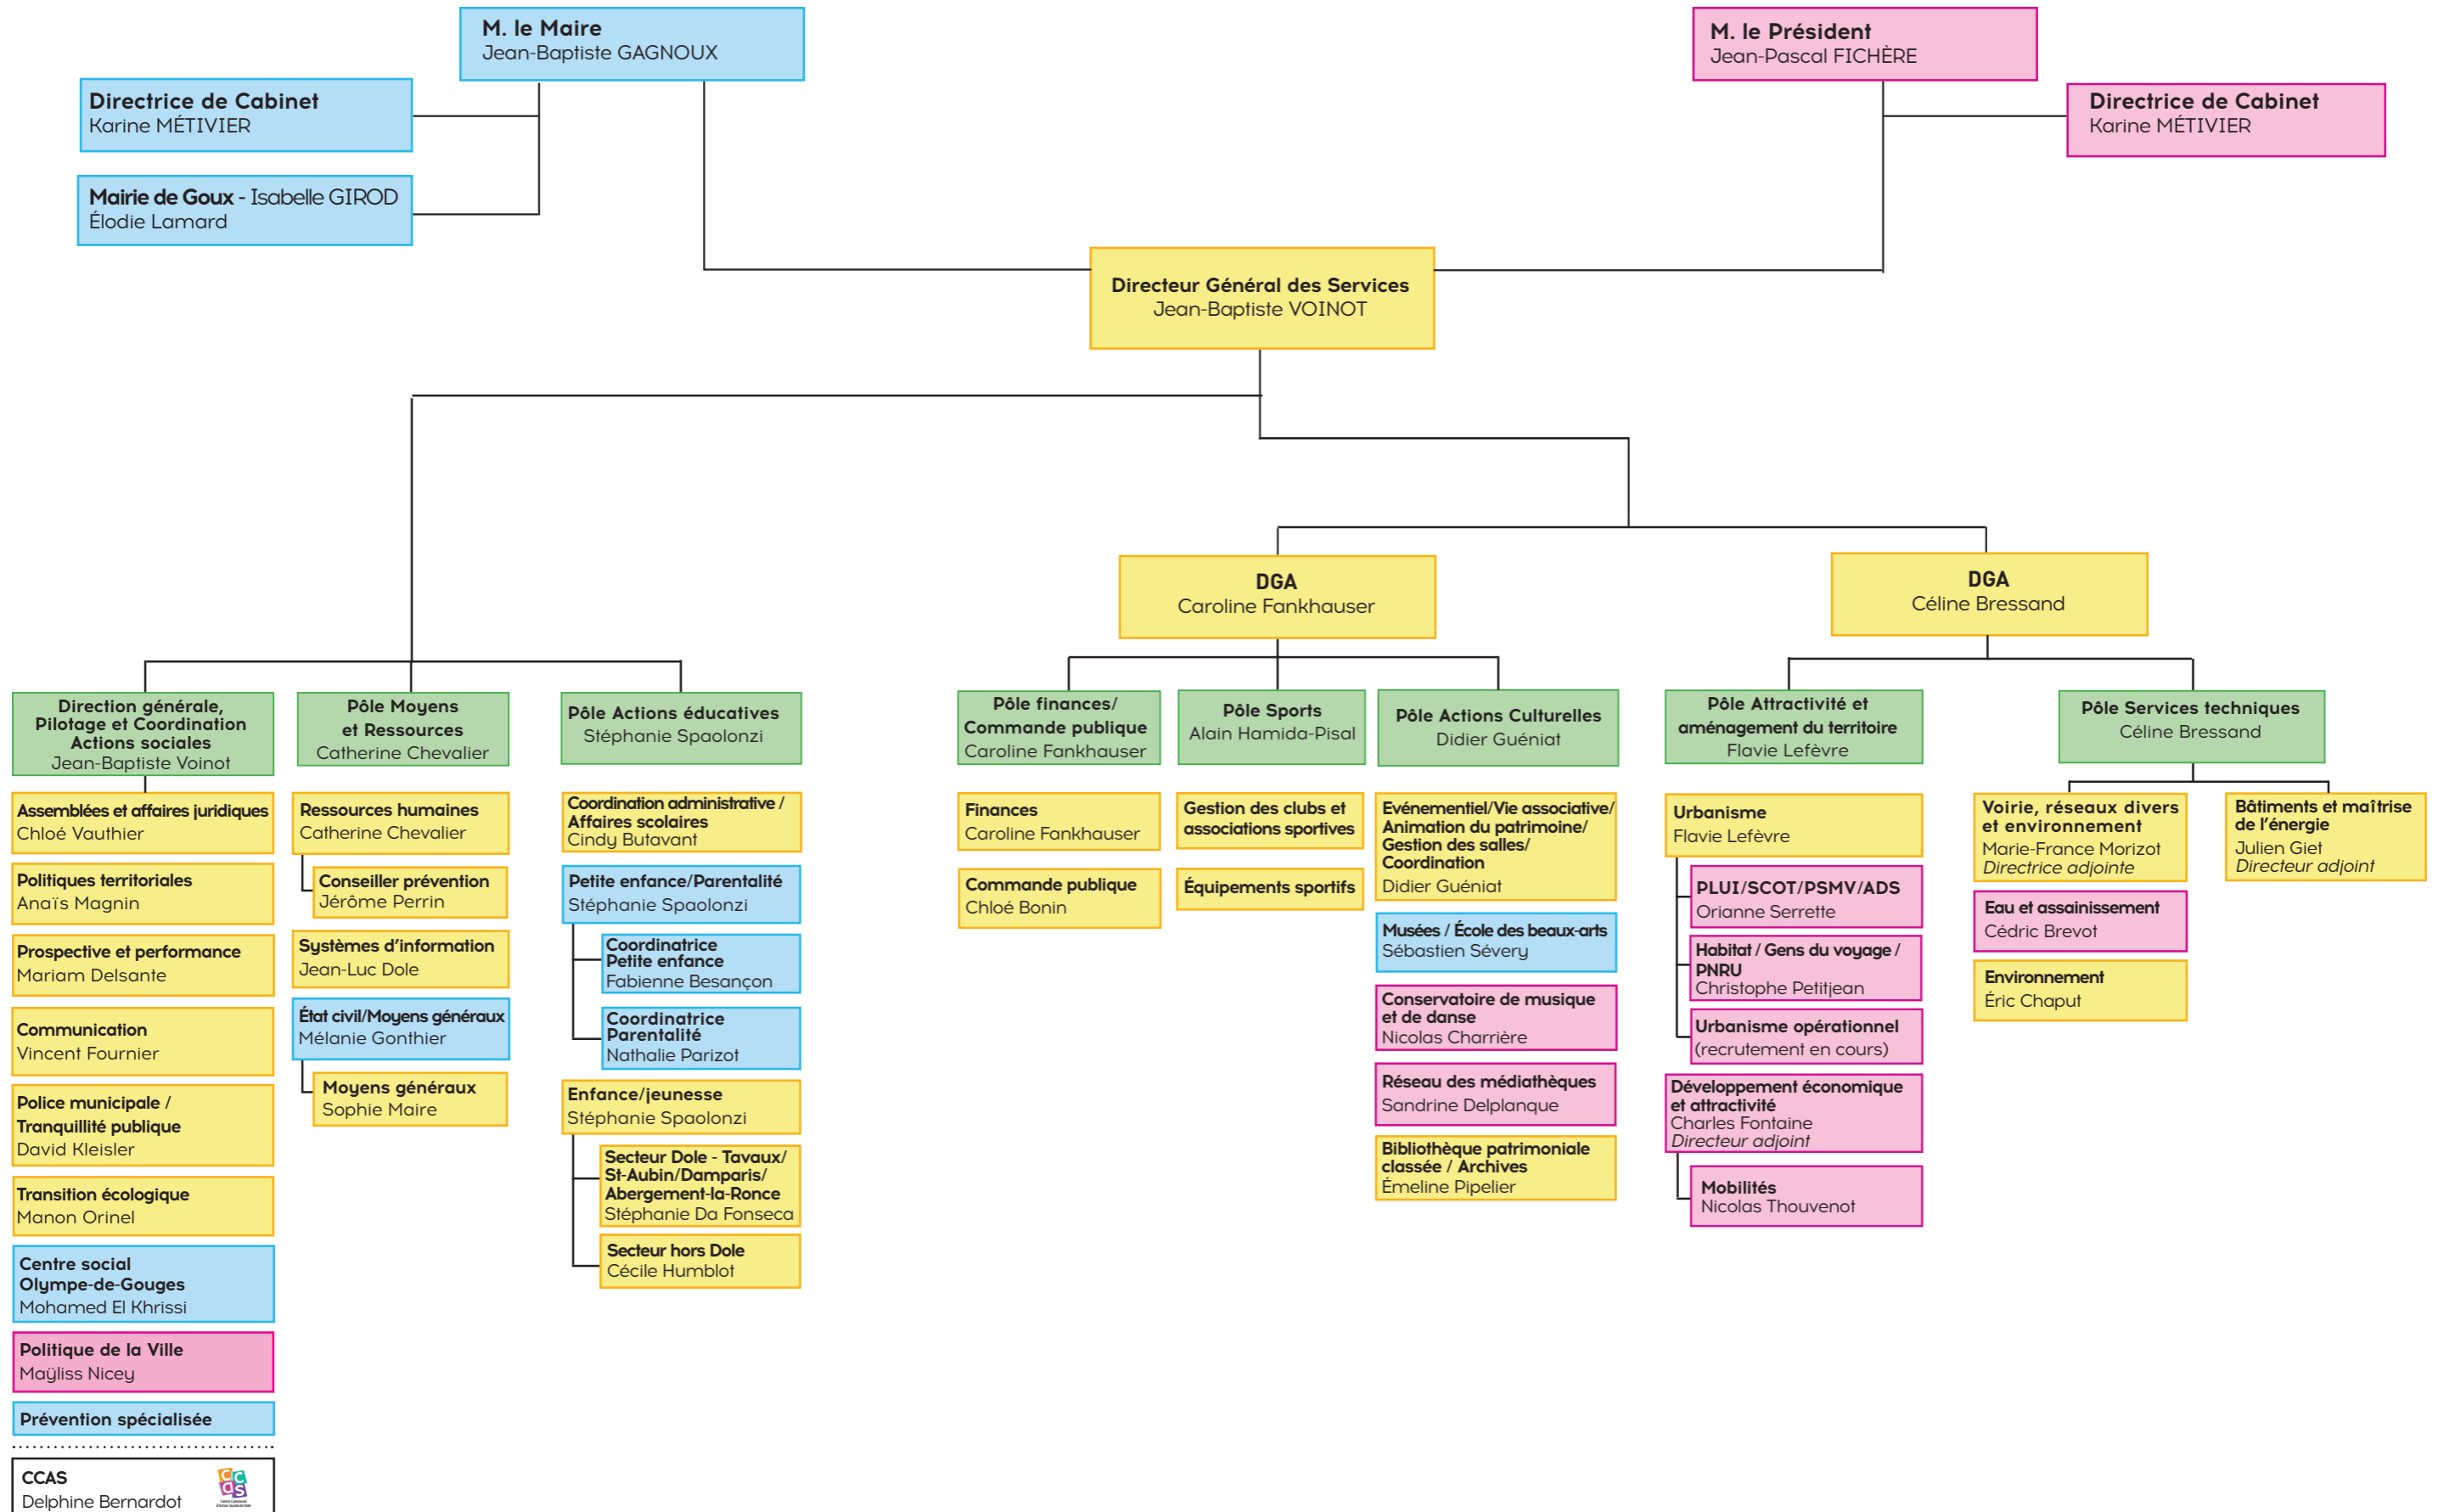 M. le Maire
Jean-Baptiste GAGNOUX
M. le Président
Jean-Pascal FICHÈRE
Directrice de Cabinet
Karine MÉTIVIER
Directrice de Cabinet
Karine MÉTIVIER
Mairie de Goux - Isabelle GIROD
Élodie Lamard
Directeur Général des Services
Jean-Baptiste VOINOT
DGA
Caroline Fankhauser
DGA
Céline Bressand
Direction générale,
Pilotage et Coordination
Actions sociales
Jean-Baptiste Voinot
Assemblées et affaires juridiques
Chloé Vauthier
Politiques territoriales
Anaïs Magnin
Prospective et performance
Mariam Delsante
Communication
Vincent Fournier
Police municipale /
Tranquillité publique
David Kleisler
Transition écologique
Manon Orinel
Centre social
Olympe-de-Gouges
Mohamed El Khrissi
Politique de la Ville
Maÿliss Nicey
Prévention spécialisée
CCAS
Delphine Bernardot
CCAS
Pôle Moyens
et Ressources
Catherine Chevalier
Ressources humaines
Catherine Chevalier
Conseiller prévention
Jérôme Perrin
Systèmes d'information
Jean-Luc Dole
État civil/Moyens généraux
Mélanie Gonthier
Moyens généraux
Sophie Maire
Pôle Actions éducatives
Stéphanie Spaolonzi
Coordination administrative /
Affaires scolaires
Cindy Butavant
Petite enfance/Parentalité
Stéphanie Spaolonzi
Coordinatrice
Petite enfance
Fabienne Besançon
Coordinatrice
Parentalité
Nathalie Parizot
Enfance/jeunesse
Stéphanie Spaolonzi
Secteur Dole - Tavaux/
St-Aubin/Damparis/
Abergement-la-Ronce
Stéphanie Da Fonseca
Secteur hors Dole
Cécile Humblot
Pôle finances/
Commande publique
Caroline Fankhauser
Finances
Caroline Fankhauser
Commande publique
Chloé Bonin
Pôle Sports
Alain Hamida-Pisal
Gestion des clubs et
associations sportives
Équipements sportifs
Pôle Actions Culturelles
Didier Guéniat
Evénementiel/Vie associative/
Animation du patrimoine/
Gestion des salles/
Coordination
Didier Guéniat
Musées / École des beaux-arts
Sébastien Sévery
Conservatoire de musique
et de danse
Nicolas Charrière
Réseau des médiathèques
Sandrine Delplanque
Bibliothèque patrimoniale
classée / Archives
Émeline Pipelier
Pôle Attractivité et
aménagement du territoire
Flavie Lefèvre
Urbanisme
Flavie Lefèvre
PLUI/SCOT/PSMV/ADS
Orianne Serrette
Habitat / Gens du voyage /
PNRU
Christophe Petitjean
Urbanisme opérationnel
(recrutement en cours)
Développement économique
et attractivité
Charles Fontaine
Directeur adjoint
Mobilités
Nicolas Thouvenot
Pôle Services techniques
Céline Bressand
Voirie, réseaux divers
et environnement
Marie-France Morizot
Directrice adjointe
Eau et assainissement
Cédric Brevot
Environnement
Éric Chaput
Bâtiments et maîtrise
de l'énergie
Julien Giet
Directeur adjoint